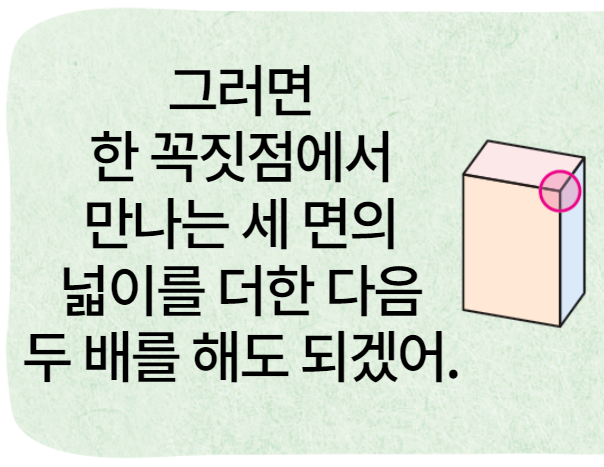 그러면
한 꼭짓점에서
만나는 세 면의
넓이를 더한 다음
두 배를 해도 되겠어.